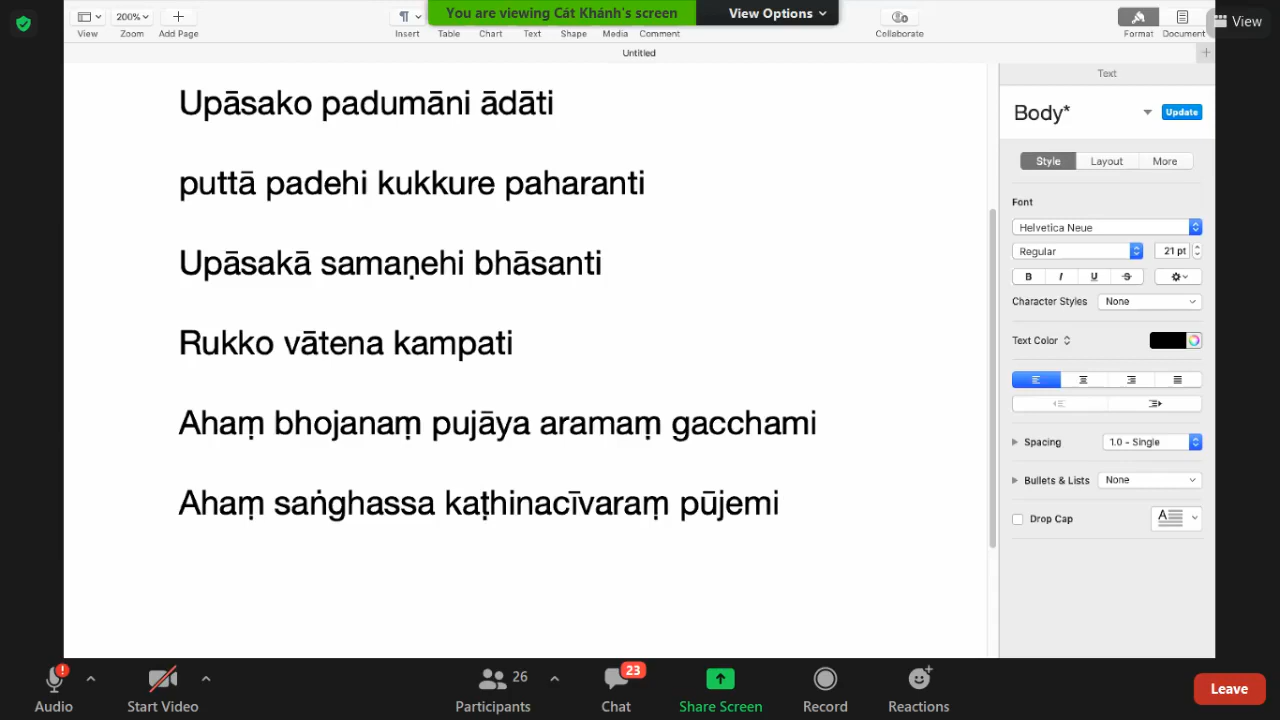 View
200%
Zoom
Add Page
Insert
Table
Chart
Text
Shape
Media
Comment
You are viewing Cát Khánh's screen
View Options
Collaborate
Format
Document
View
Untitled
Upāsako padumāni ādāti
puttā padehi kukkure paharanti
Upāsakā samaṇehi bhāsanti
Rukko vātena kampati
Ahaṃ bhojanaṃ pujāya aramaṃ gacchami
Ahaṃ saṅghassa kaṭhinacīvaraṃ pūjemi
Text
Body*
Update
Style
Layout
More
Font
Helvetica Neue
Regular
21 pt
B I U S
Character Styles
None
Text Color
Spacing
1.0 - Single
Bullets & Lists
None
Drop Cap
A
Audio
Start Video
Participants
26
Chat
23
Share Screen
Record
Reactions
Leave